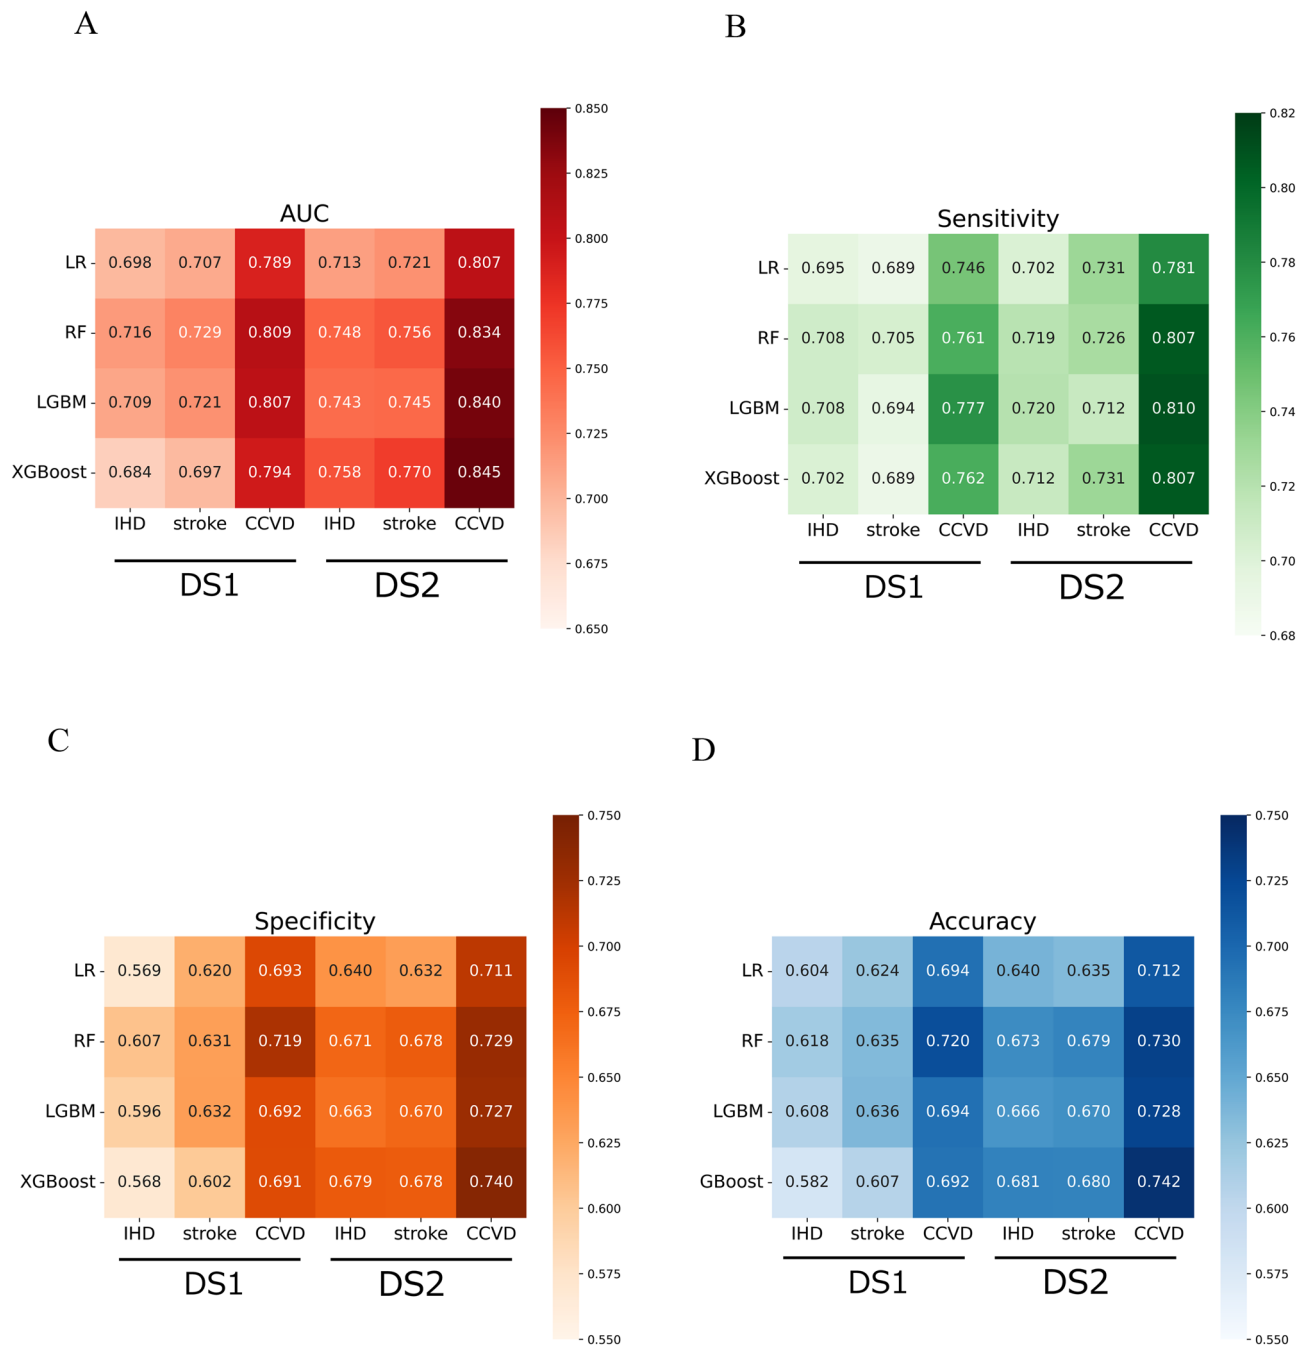 A
AUC
LR 0.698 0.707 0.789 0.713 0.721 0.807
RF 0.716 0.729 0.809 0.748 0.756 0.834
LGBM 0.709 0.721 0.807 0.743 0.745 0.840
XGBoost 0.684 0.697 0.794 0.758 0.770 0.845
IHD stroke CCVD IHD stroke CCVD
DS1 DS2
0.850
0.825
0.800
0.775
0.750
0.725
0.700
0.675
0.650
B
Sensitivity
LR 0.695 0.689 0.746 0.702 0.731 0.781
RF 0.708 0.705 0.761 0.719 0.726 0.807
LGBM 0.708 0.694 0.777 0.720 0.712 0.810
XGBoost 0.702 0.689 0.762 0.712 0.731 0.807
IHD stroke CCVD IHD stroke CCVD
DS1 DS2
0.82
0.80
0.78
0.76
0.74
0.72
0.70
0.68
C
Specificity
LR 0.569 0.620 0.693 0.640 0.632 0.711
RF 0.607 0.631 0.719 0.671 0.678 0.729
LGBM 0.596 0.632 0.692 0.663 0.670 0.727
XGBoost 0.568 0.602 0.691 0.679 0.678 0.740
IHD stroke CCVD IHD stroke CCVD
DS1 DS2
0.750
0.725
0.700
0.675
0.650
0.625
0.600
0.575
0.550
D
Accuracy
LR 0.604 0.624 0.694 0.640 0.635 0.712
RF 0.618 0.635 0.720 0.673 0.679 0.730
LGBM 0.608 0.636 0.694 0.666 0.670 0.728
GBoost 0.582 0.607 0.692 0.681 0.680 0.742
IHD stroke CCVD IHD stroke CCVD
DS1 DS2
0.750
0.725
0.700
0.675
0.650
0.625
0.600
0.575
0.550